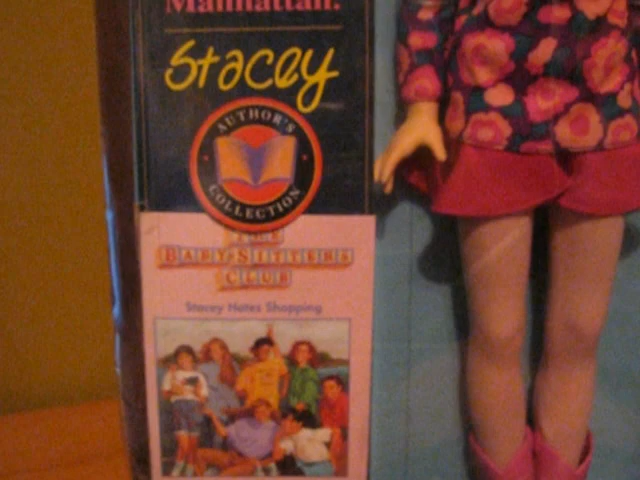 Manhattan.
Stacey
AUTHOR'S
COLLECTION
THE
BABY-SITTERS
CLUB
Stacey Hates Shopping